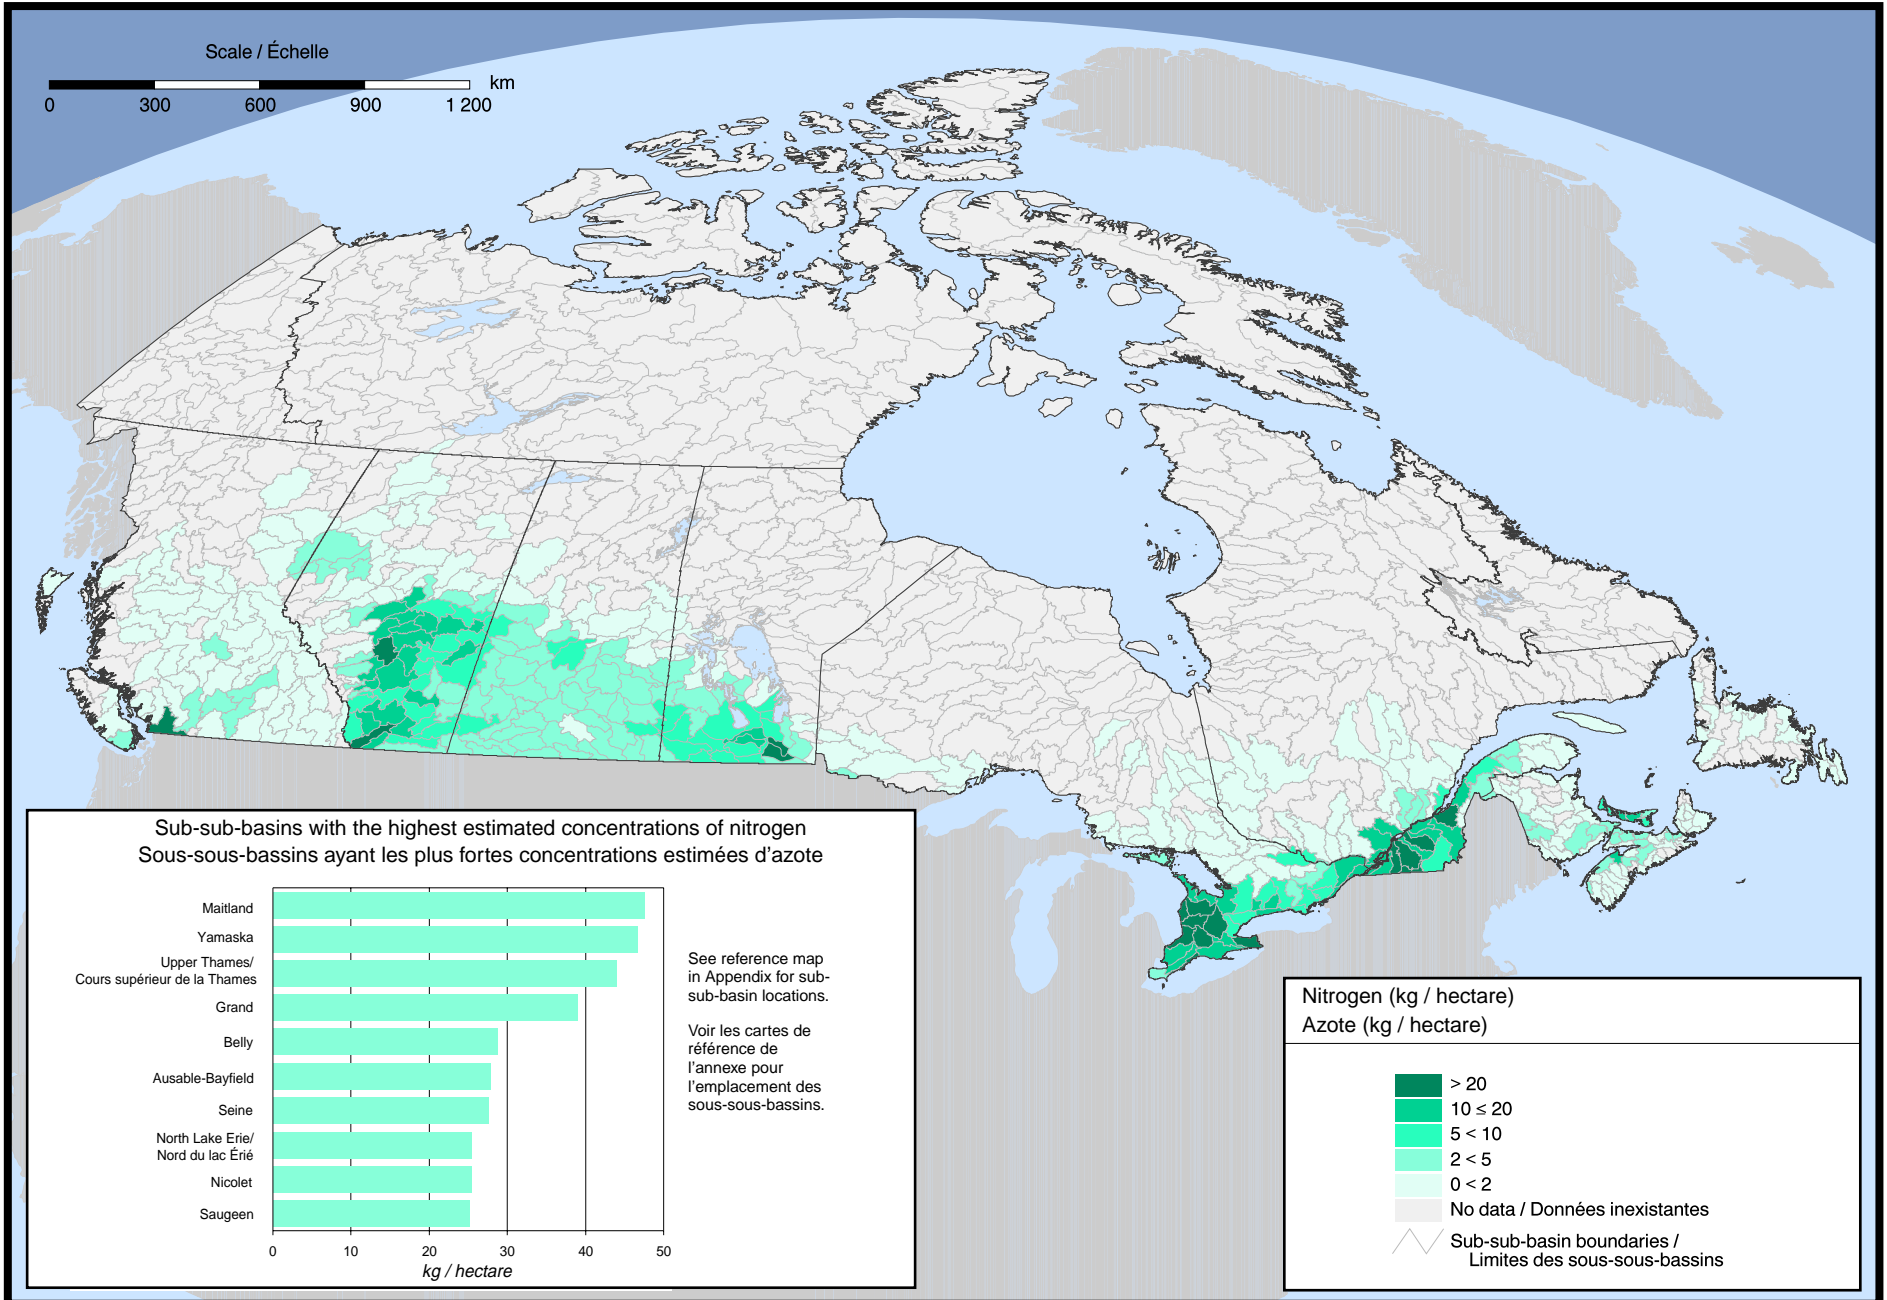 Scale / Échelle
km
0 300 600 900 1 200
Sub-sub-basins with the highest estimated concentrations of nitrogen
Sous-sous-bassins ayant les plus fortes concentrations estimées d'azote
Maitland
Yamaska
Upper Thames/
Cours supérieur de la Thames
Grand
Belly
Ausable-Bayfield
Seine
North Lake Erie/
Nord du lac Érié
Nicolet
Saugeen
0 10 20 30 40 50
kg / hectare
See reference map
in Appendix for sub-
sub-basin locations.
Voir les cartes de
référence de
l'annexe pour
l'emplacement des
sous-sous-bassins.
Nitrogen (kg / hectare)
Azote (kg / hectare)
> 20
10 ≤ 20
5 < 10
2 < 5
0 < 2
No data / Données inexistantes
Sub-sub-basin boundaries /
Limites des sous-sous-bassins